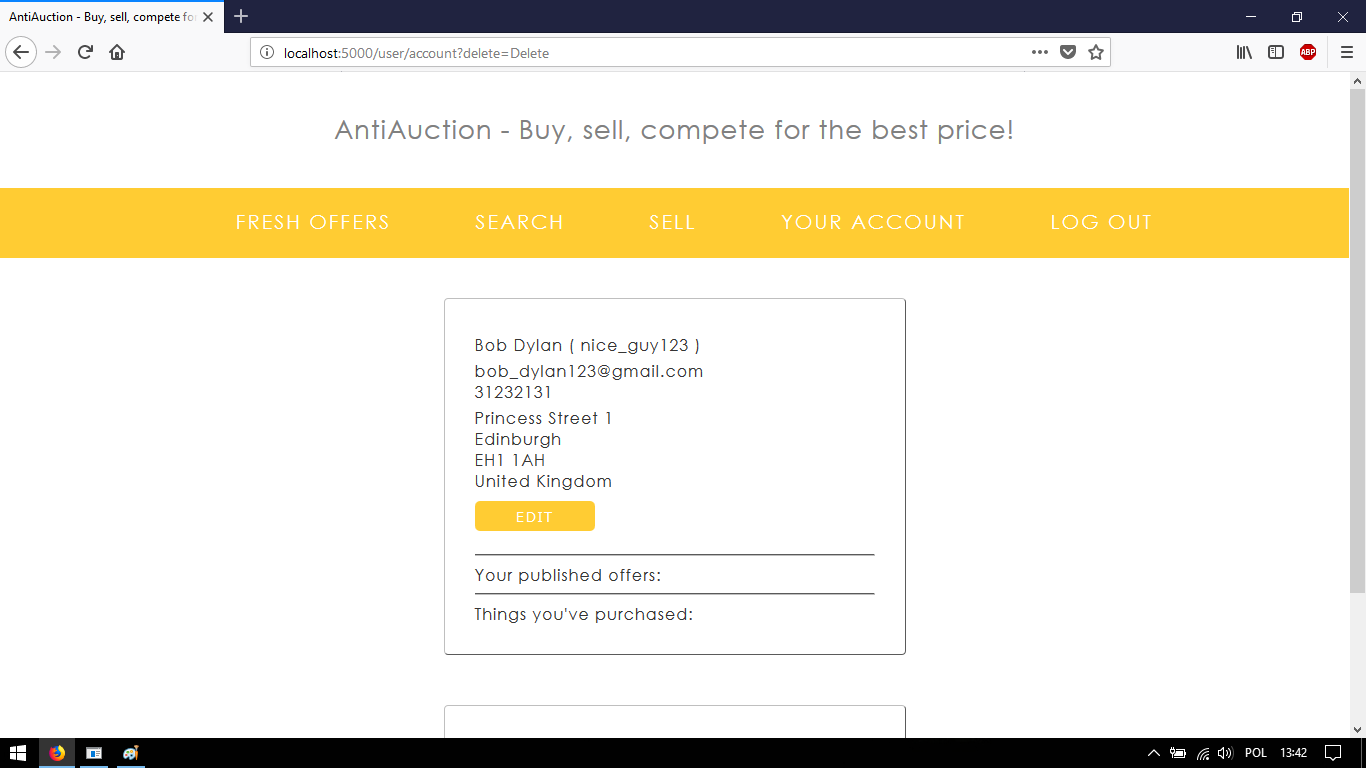 AntiAuction - Buy, sell, compete fo
localhost:5000/user/account?delete=Delete
ABP
AntiAuction - Buy, sell, compete for the best price!
FRESH OFFERS SEARCH SELL YOUR ACCOUNT LOG OUT
Bob Dylan ( nice_guy123 )
bob_dylan123@gmail.com
31232131
Princess Street 1
Edinburgh
EH1 1AH
United Kingdom
EDIT
Your published offers:
Things you've purchased:
POL 13:42